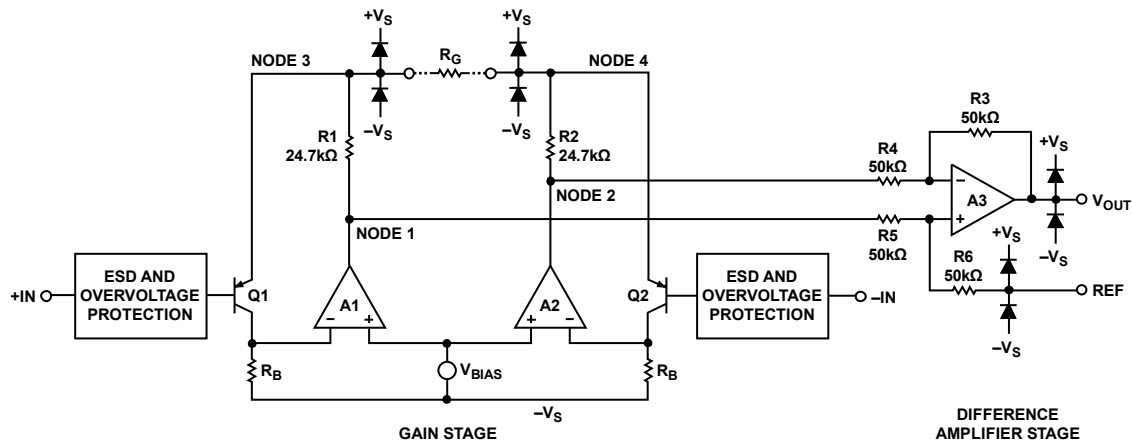 +VS
+VS
NODE 3
RG
NODE 4
–VS
–VS
R1
24.7kΩ
R2
24.7kΩ
R3
50kΩ
R4
50kΩ
+VS
NODE 2
–
A3
+
VOUT
NODE 1
R5
50kΩ
+VS
–VS
R6
50kΩ
REF
–VS
+IN
ESD AND
OVERVOLTAGE
PROTECTION
Q1
A1
– +
A2
+ –
Q2
ESD AND
OVERVOLTAGE
PROTECTION
–IN
RB
VBIAS
RB
–VS
GAIN STAGE
DIFFERENCE
AMPLIFIER STAGE